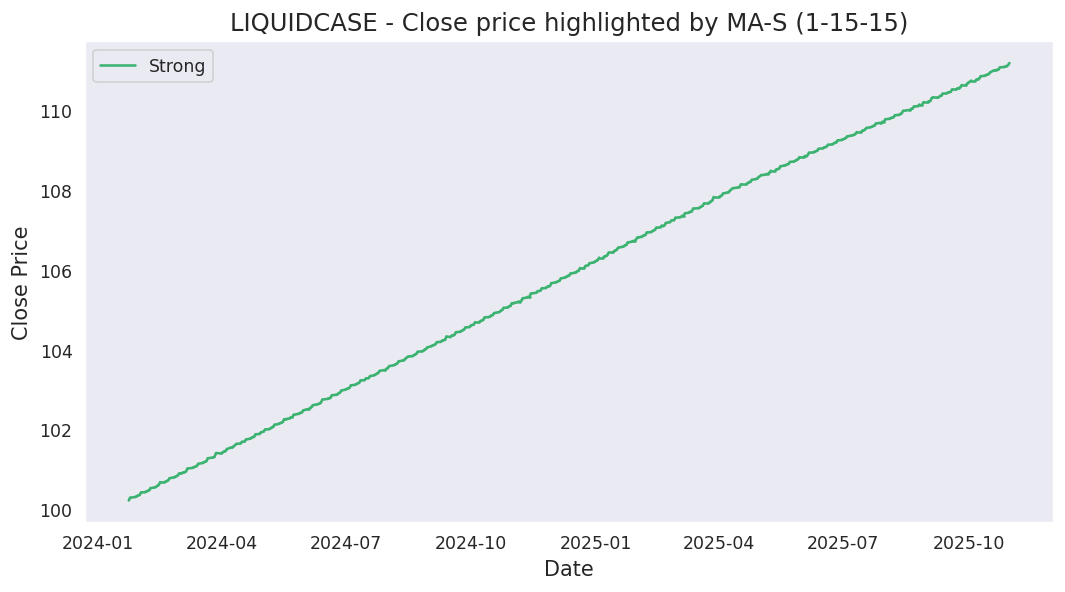 LIQUIDCASE - Close price highlighted by MA-S (1-15-15)
Strong
Close Price
110
108
106
104
102
100
2024-01 2024-04 2024-07 2024-10 2025-01 2025-04 2025-07 2025-10
Date